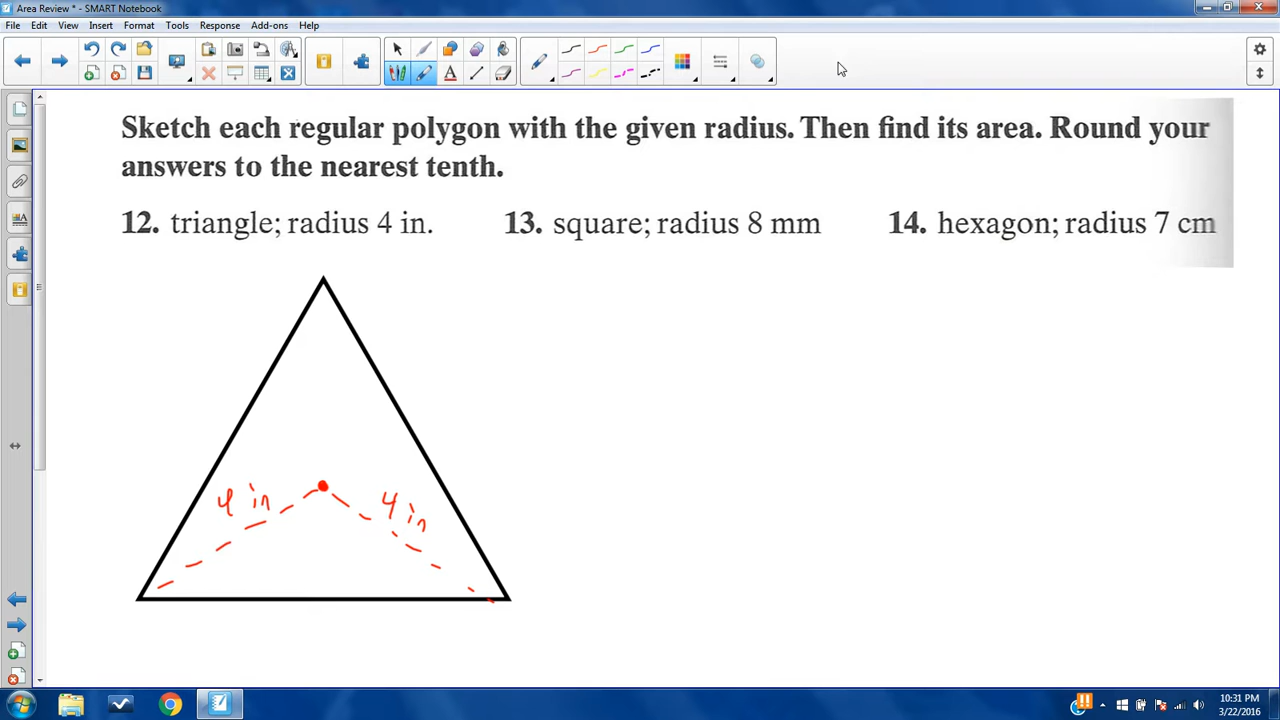 Area Review * - SMART Notebook
File Edit View Insert Format Tools Response Add-ons Help
Sketch each regular polygon with the given radius. Then find its area. Round your
answers to the nearest tenth.
12. triangle; radius 4 in. 13. square; radius 8 mm 14. hexagon; radius 7 cm
4 in 4 in
10:31 PM
3/22/2016